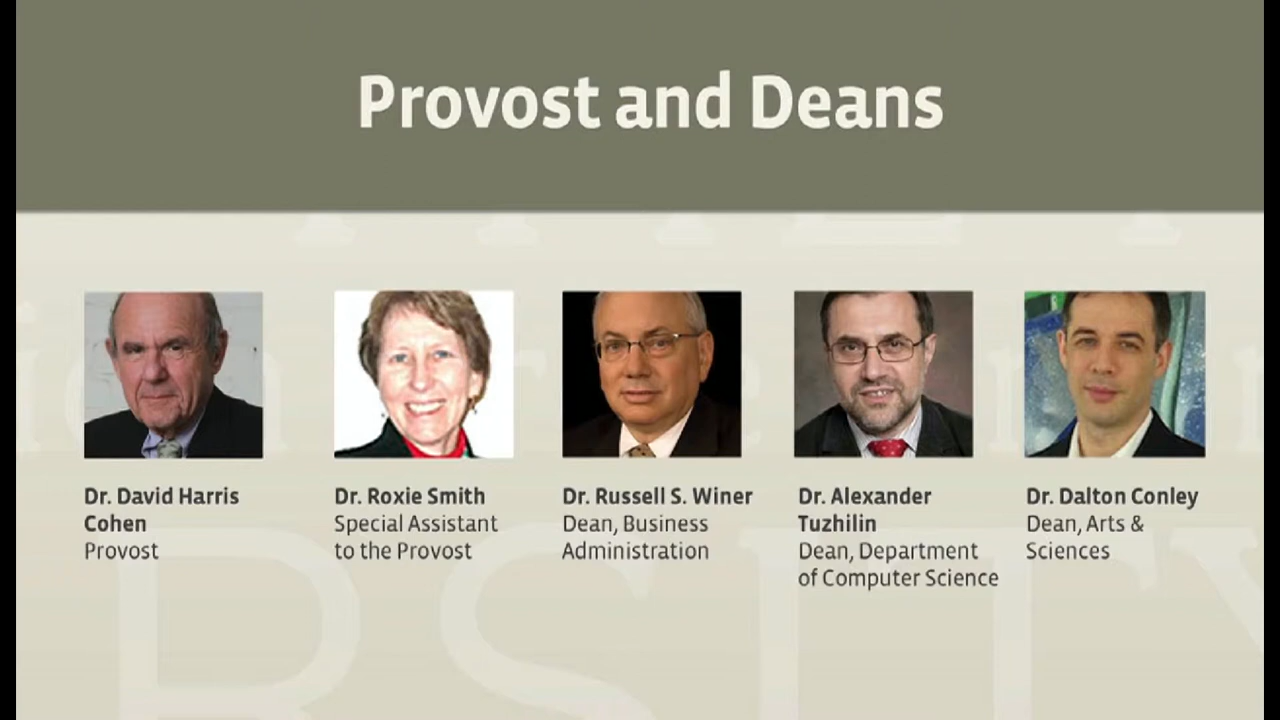 Provost and Deans
Dr. David Harris
Cohen
Provost
Dr. Roxie Smith
Special Assistant
to the Provost
Dr. Russell S. Winer
Dean, Business
Administration
Dr. Alexander
Tuzhilin
Dean, Department
of Computer Science
Dr. Dalton Conley
Dean, Arts &
Sciences